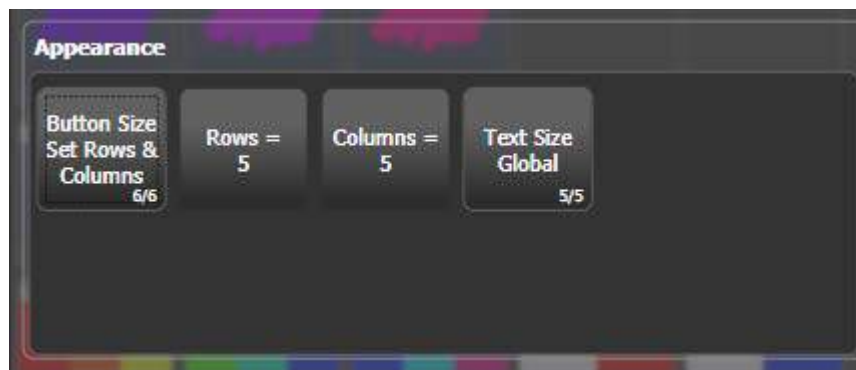 Appearance
Button Size
Set Rows &
Columns
6/6
Rows =
5
Columns =
5
Text Size
Global
5/5